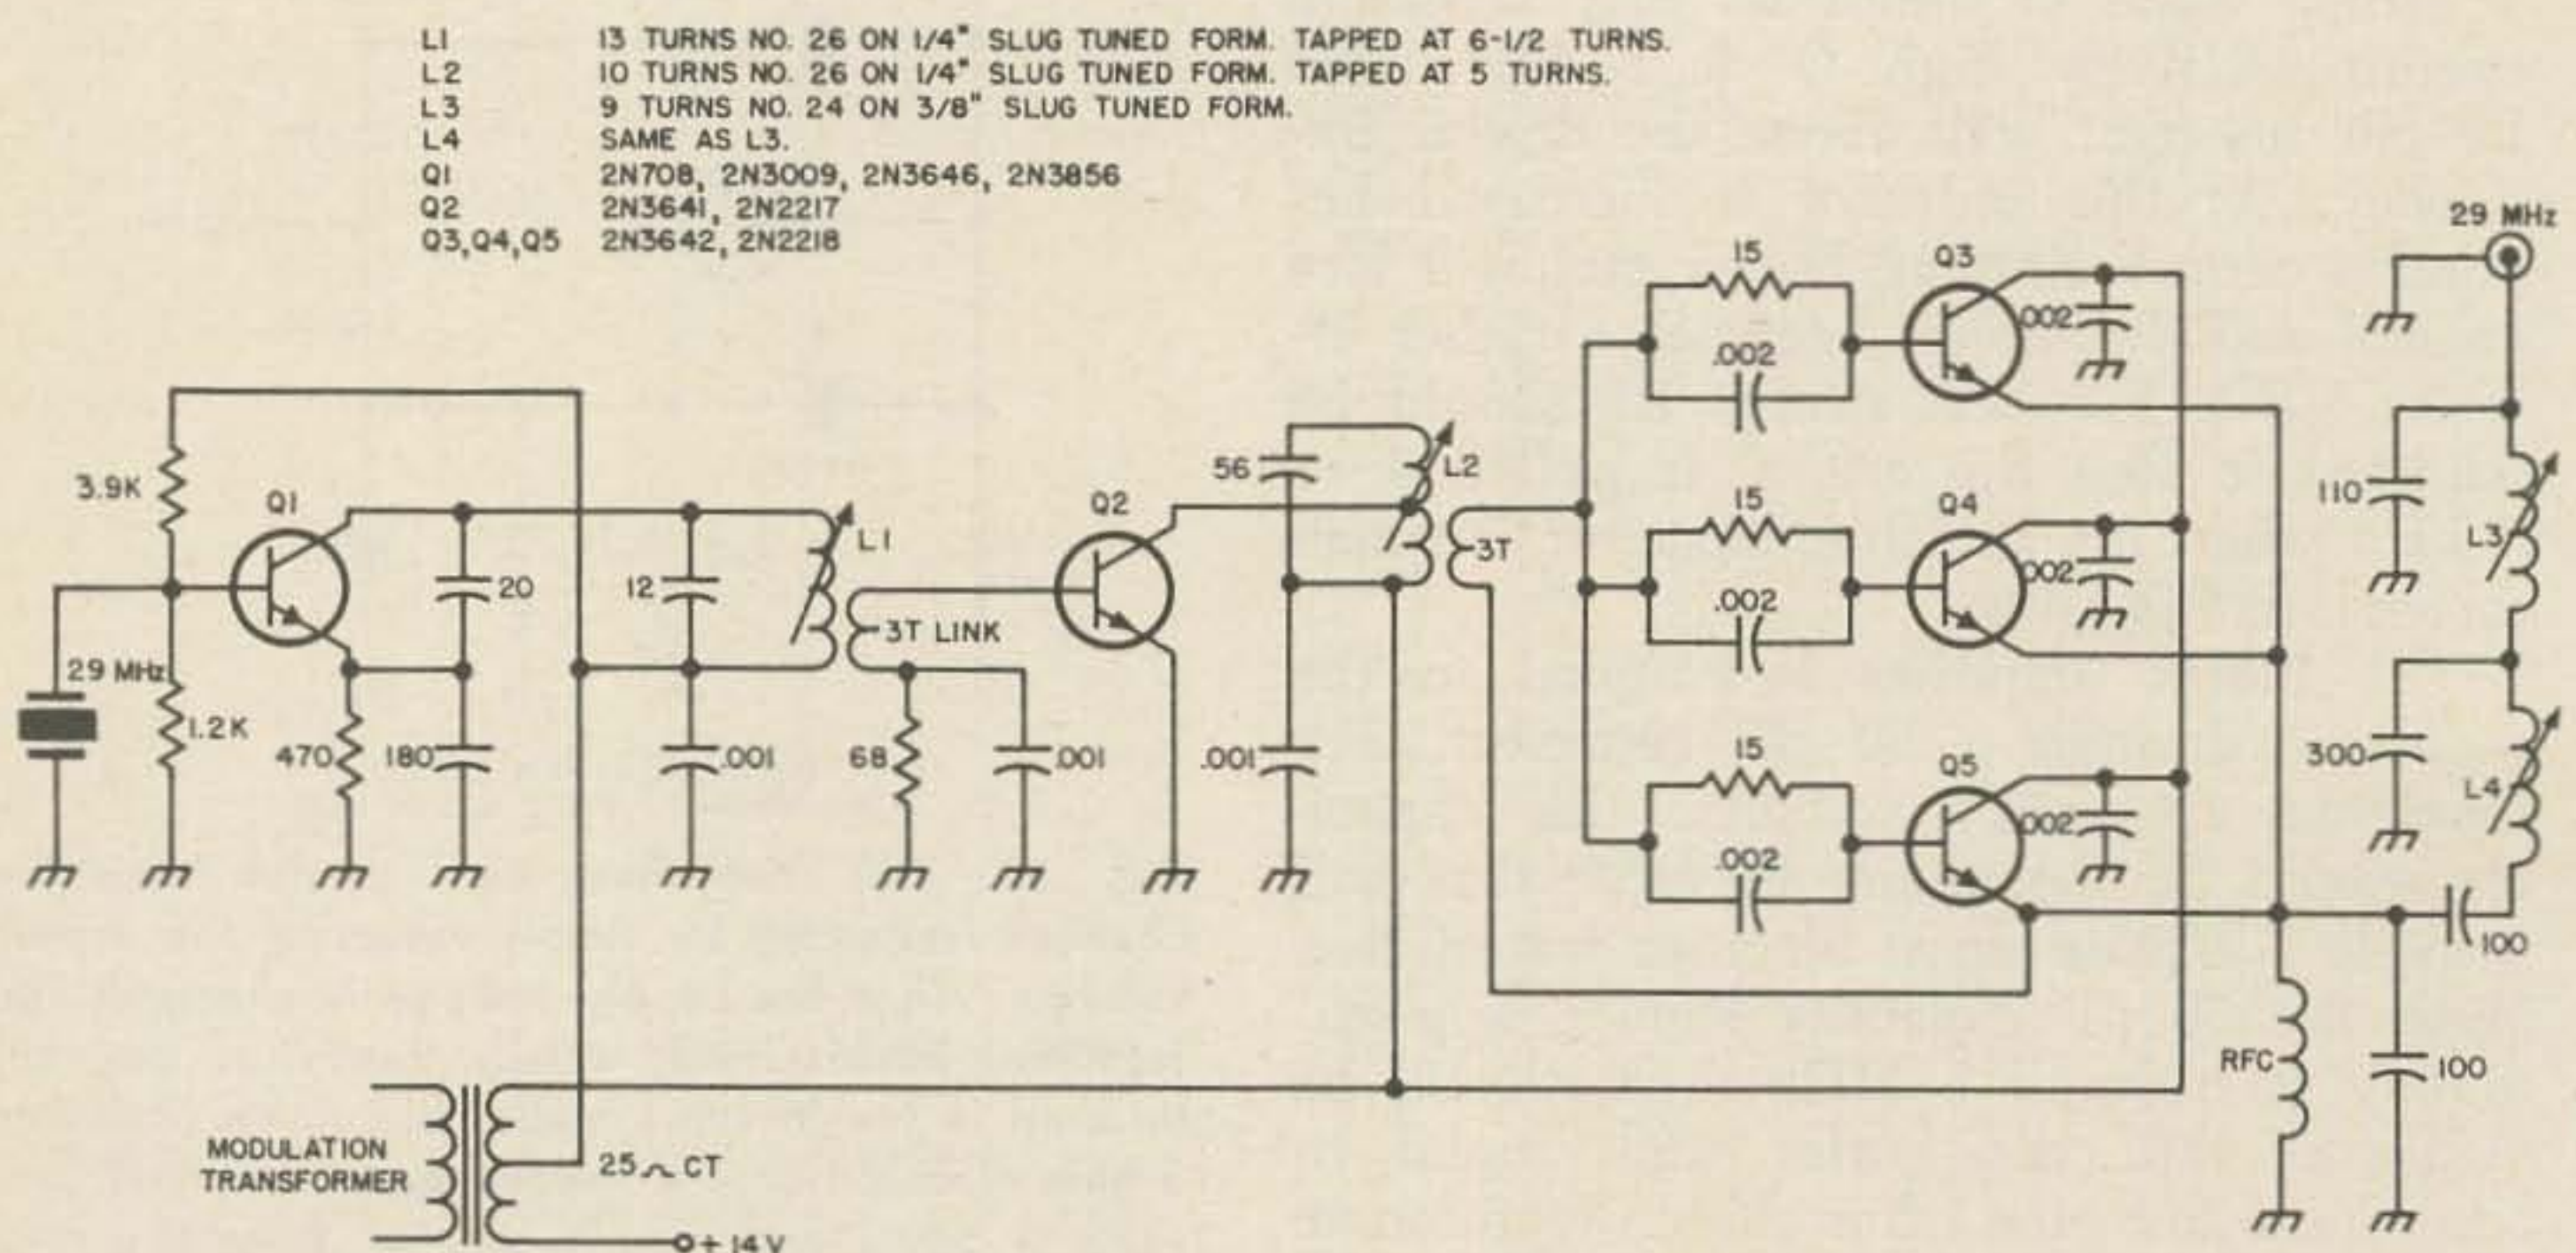 L1 13 TURNS NO. 26 ON 1/4" SLUG TUNED FORM. TAPPED AT 6-1/2 TURNS.
L2 10 TURNS NO. 26 ON 1/4" SLUG TUNED FORM. TAPPED AT 5 TURNS.
L3 9 TURNS NO. 24 ON 3/8" SLUG TUNED FORM.
L4 SAME AS L3.
Q1 2N708, 2N3009, 2N3646, 2N3856
Q2 2N3641, 2N2217
Q3,Q4,Q5 2N3642, 2N2218
29 MHz
15
Q3
.002
.002
3.9K
Q1
20
12
L1
3T LINK
Q2
56
L2
3T
15
Q4
.002
.002
110
L3
29 MHz
1.2K
470
180
.001
68
.001
.001
15
Q5
.002
.002
300
L4
100
RFC
100
MODULATION
TRANSFORMER
25 Ω CT
+ 14 V